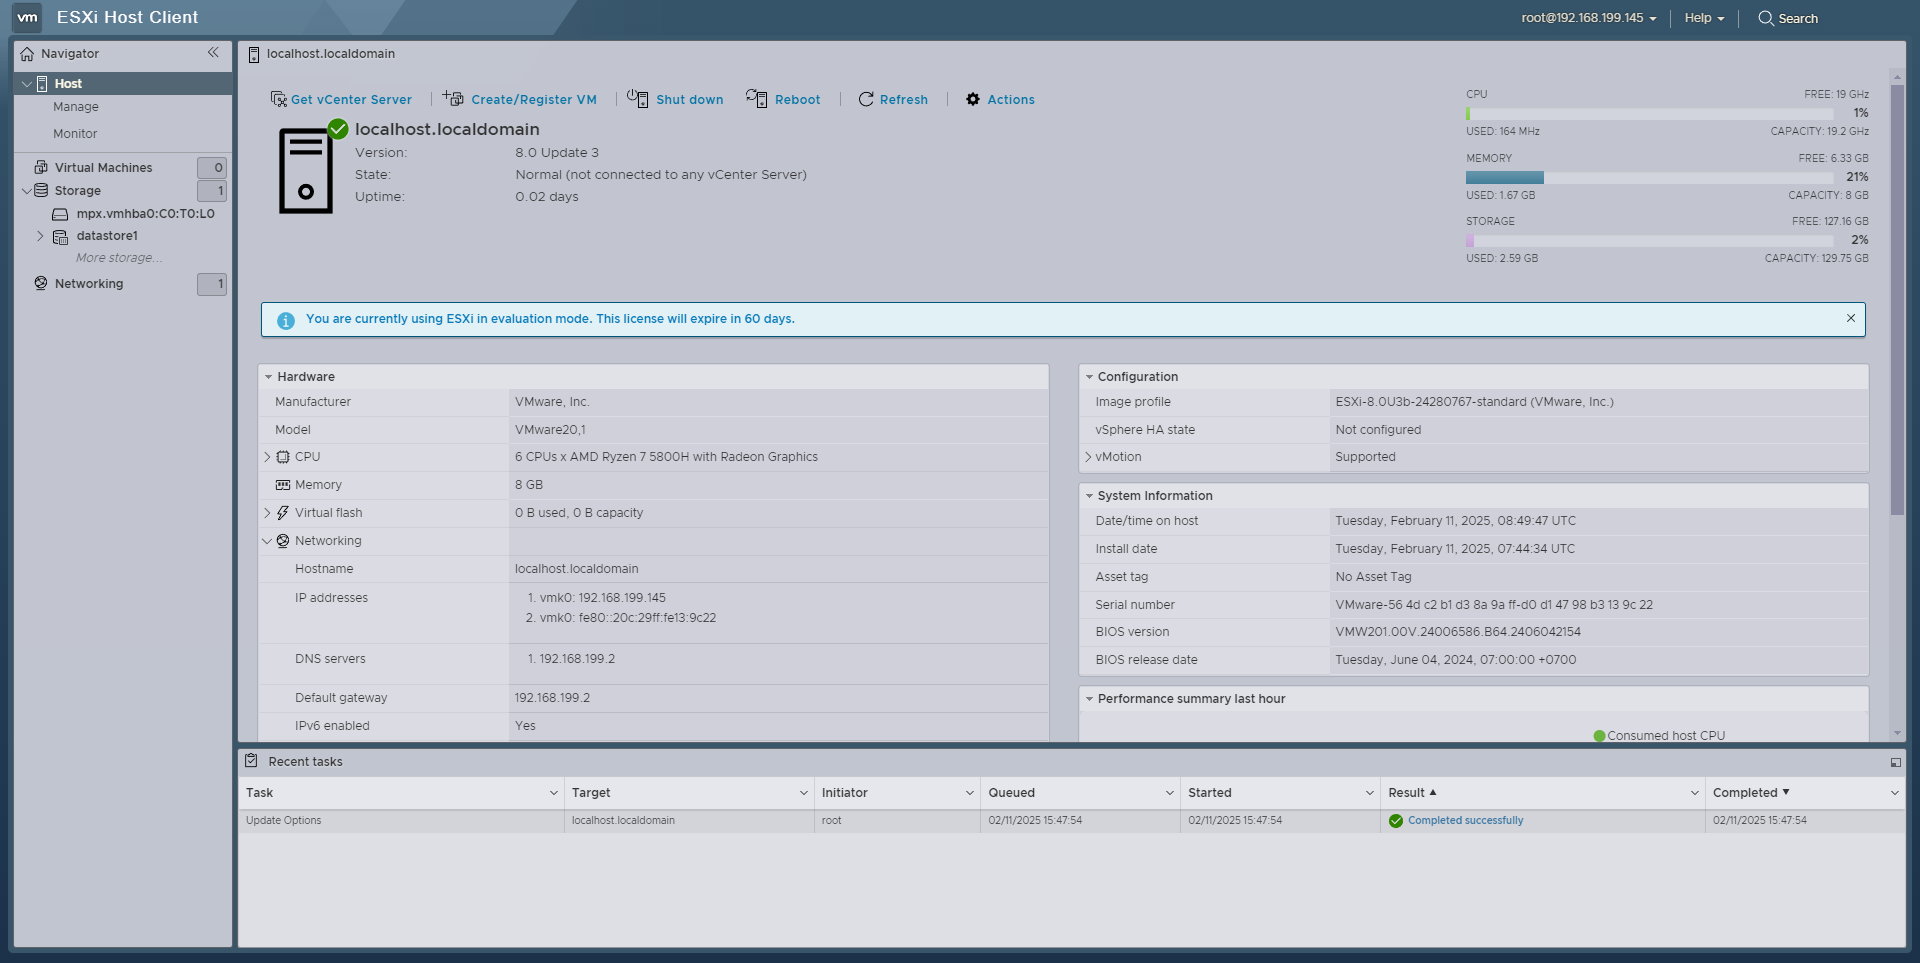 vm ESXi Host Client root@192.168.199.145 Help Search
Navigator
Host
Manage
Monitor
Virtual Machines 0
Storage 1
mpx.vmhba0:C0:T0:L0
datastore1
More storage...
Networking 1
localhost.localdomain
Get vCenter Server Create/Register VM Shut down Reboot Refresh Actions
localhost.localdomain
Version: 8.0 Update 3
State: Normal (not connected to any vCenter Server)
Uptime: 0.02 days
CPU FREE: 19 GHz
1%
USED: 164 MHz CAPACITY: 19.2 GHz
MEMORY FREE: 6.33 GB
21%
USED: 1.67 GB CAPACITY: 8 GB
STORAGE FREE: 127.16 GB
2%
USED: 2.59 GB CAPACITY: 129.75 GB
You are currently using ESXi in evaluation mode. This license will expire in 60 days.
Hardware
Manufacturer VMware, Inc.
Model VMware20,1
CPU 6 CPUs x AMD Ryzen 7 5800H with Radeon Graphics
Memory 8 GB
Virtual flash 0 B used, 0 B capacity
Networking
Hostname localhost.localdomain
IP addresses 1. vmk0: 192.168.199.145
2. vmk0: fe80::20c:29ff:fe13:9c22
DNS servers 1. 192.168.199.2
Default gateway 192.168.199.2
IPv6 enabled Yes
Configuration
Image profile ESXi-8.0U3b-24280767-standard (VMware, Inc.)
vSphere HA state Not configured
vMotion Supported
System Information
Date/time on host Tuesday, February 11, 2025, 08:49:47 UTC
Install date Tuesday, February 11, 2025, 07:44:34 UTC
Asset tag No Asset Tag
Serial number VMware-56 4d c2 b1 d3 8a 9a ff-d0 d1 47 98 b3 13 9c 22
BIOS version VMW201.00V.24006586.B64.2406042154
BIOS release date Tuesday, June 04, 2024, 07:00:00 +0700
Performance summary last hour
Consumed host CPU
Recent tasks
Task Target Initiator Queued Started Result Completed
Update Options localhost.localdomain root 02/11/2025 15:47:54 02/11/2025 15:47:54 Completed successfully 02/11/2025 15:47:54